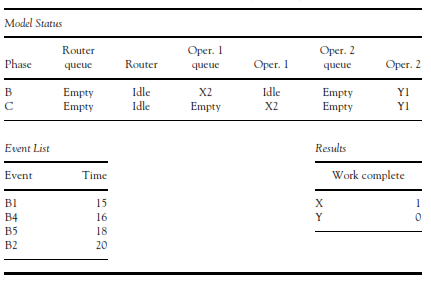 Model Status
Router Oper. 1 Oper. 2
Phase queue Router queue Oper. 1 queue Oper. 2
B Empty Idle X2 Idle Empty Y1
C Empty Idle Empty X2 Empty Y1
Event List
Event Time
B1 15
B4 16
B5 18
B2 20
Results
Work complete
X 1
Y 0